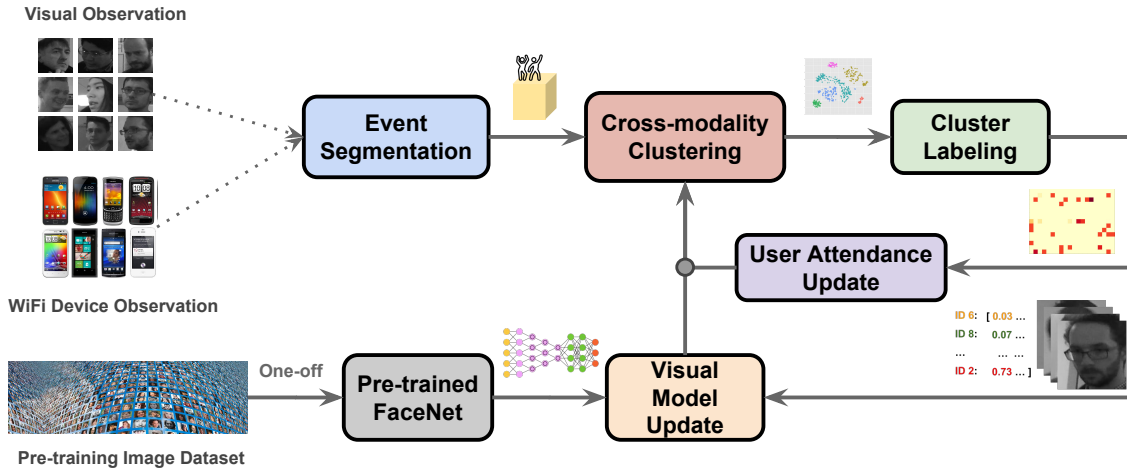 Visual Observation
Event
Segmentation
Cross-modality
Clustering
Cluster
Labeling
WiFi Device Observation
User Attendance
Update
ID 6: [ 0.03 ...
ID 8: 0.07 ...
... ... ...
ID 2: 0.73 ... ]
One-off
Pre-trained
FaceNet
Visual
Model
Update
Pre-training Image Dataset